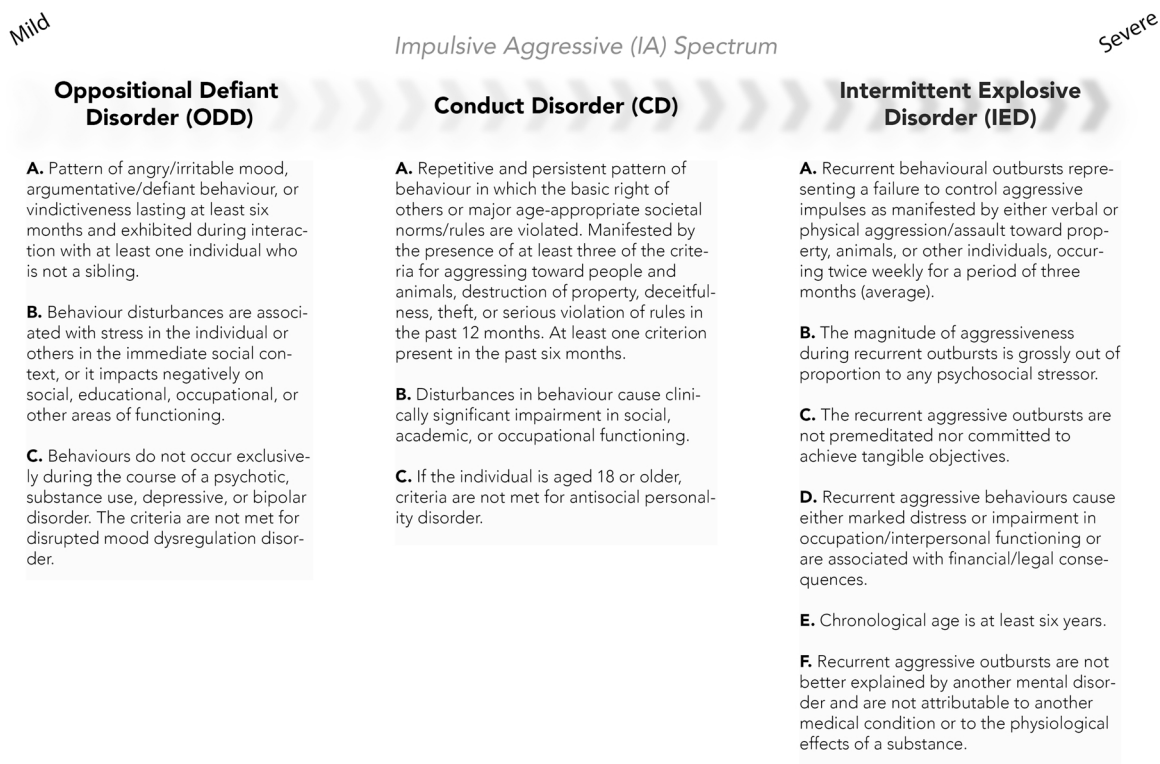 Mild
Severe
Impulsive Aggressive (IA) Spectrum
Oppositional Defiant
Disorder (ODD)
A. Pattern of angry/irritable mood,
argumentative/defiant behaviour, or
vindictiveness lasting at least six
months and exhibited during interac-
tion with at least one individual who
is not a sibling.
B. Behaviour disturbances are associ-
ated with stress in the individual or
others in the immediate social con-
text, or it impacts negatively on
social, educational, occupational, or
other areas of functioning.
C. Behaviours do not occur exclusive-
ly during the course of a psychotic,
substance use, depressive, or bipolar
disorder. The criteria are not met for
disrupted mood dysregulation disor-
der.
Conduct Disorder (CD)
A. Repetitive and persistent pattern of
behaviour in which the basic right of
others or major age-appropriate societal
norms/rules are violated. Manifested by
the presence of at least three of the crite-
ria for aggressing toward people and
animals, destruction of property, deceitful-
ness, theft, or serious violation of rules in
the past 12 months. At least one criterion
present in the past six months.
B. Disturbances in behaviour cause clini-
cally significant impairment in social,
academic, or occupational functioning.
C. If the individual is aged 18 or older,
criteria are not met for antisocial personal-
ity disorder.
Intermittent Explosive
Disorder (IED)
A. Recurrent behavioural outbursts repre-
senting a failure to control aggressive
impulses as manifested by either verbal or
physical aggression/assault toward prop-
erty, animals, or other individuals, occur-
ing twice weekly for a period of three
months (average).
B. The magnitude of aggressiveness
during recurrent outbursts is grossly out of
proportion to any psychosocial stressor.
C. The recurrent aggressive outbursts are
not premeditated nor committed to
achieve tangible objectives.
D. Recurrent aggressive behaviours cause
either marked distress or impairment in
occupation/interpersonal functioning or
are associated with financial/legal conse-
quences.
E. Chronological age is at least six years.
F. Recurrent aggressive outbursts are not
better explained by another mental disor-
der and are not attributable to another
medical condition or to the physiological
effects of a substance.